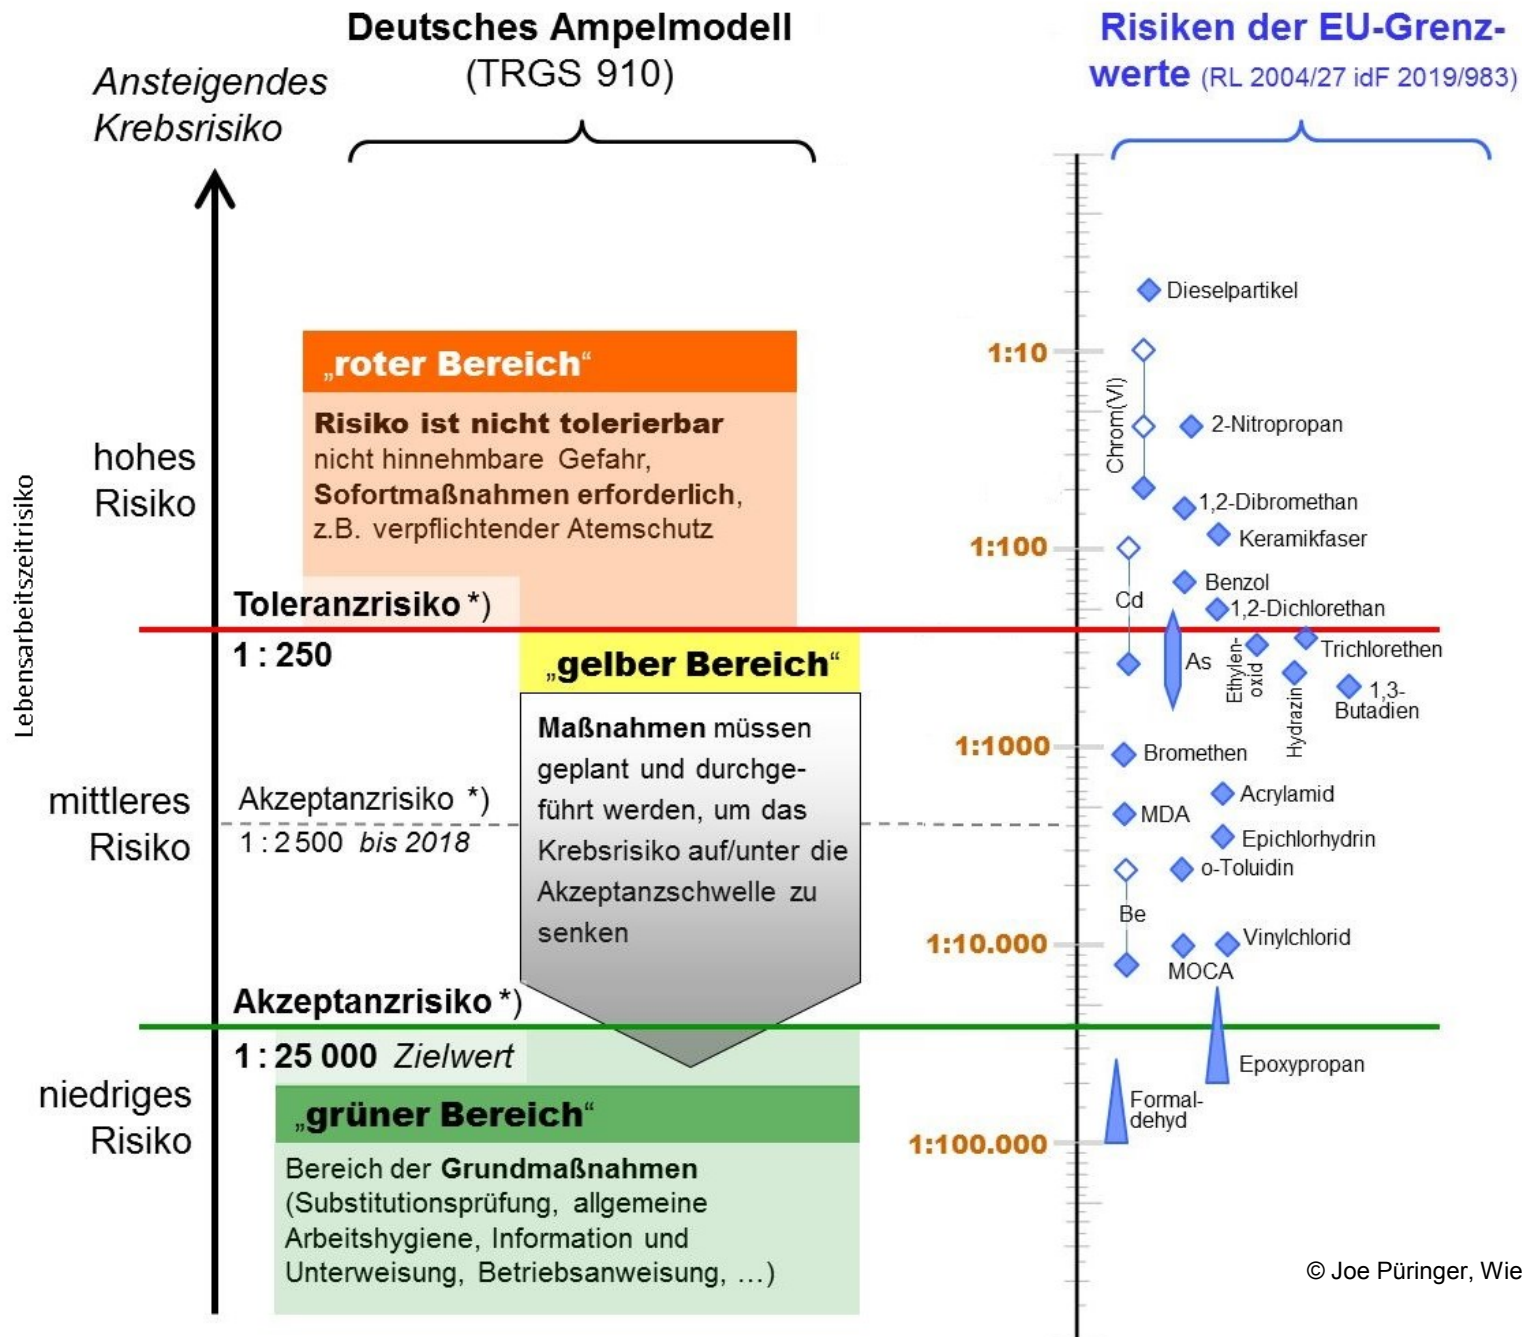 Deutsches Ampelmodell
(TRGS 910)
Risiken der EU-Grenz-
werte (RL 2004/27 idF 2019/983)
Ansteigendes
Krebsrisiko
Lebensarbeitszeitrisiko
hohes
Risiko
mittleres
Risiko
niedriges
Risiko
„roter Bereich“
Risiko ist nicht tolerierbar
nicht hinnehmbare Gefahr,
Sofortmaßnahmen erforderlich,
z.B. verpflichtender Atemschutz
Toleranzrisiko *)
1 : 250
„gelber Bereich“
Maßnahmen müssen
geplant und durchge-
führt werden, um das
Krebsrisiko auf/unter die
Akzeptanzschwelle zu
senken
Akzeptanzrisiko *)
1 : 2 500 bis 2018
Akzeptanzrisiko *)
1 : 25 000 Zielwert
„grüner Bereich“
Bereich der Grundmaßnahmen
(Substitutionsprüfung, allgemeine
Arbeitshygiene, Information und
Unterweisung, Betriebsanweisung, …)
1:10
1:100
1:1000
1:10.000
1:100.000
Dieselpartikel
Chrom(VI)
2-Nitropropan
1,2-Dibromethan
Keramikfaser
Cd
Benzol
1,2-Dichlorethan
As
Ethylen-
oxid
Trichlorethen
Hydrazin
1,3-
Butadien
Bromethen
Acrylamid
MDA
Epichlorhydrin
o-Toluidin
Be
Vinylchlorid
MOCA
Epoxypropan
Formal-
dehyd
© Joe Püringer, Wie